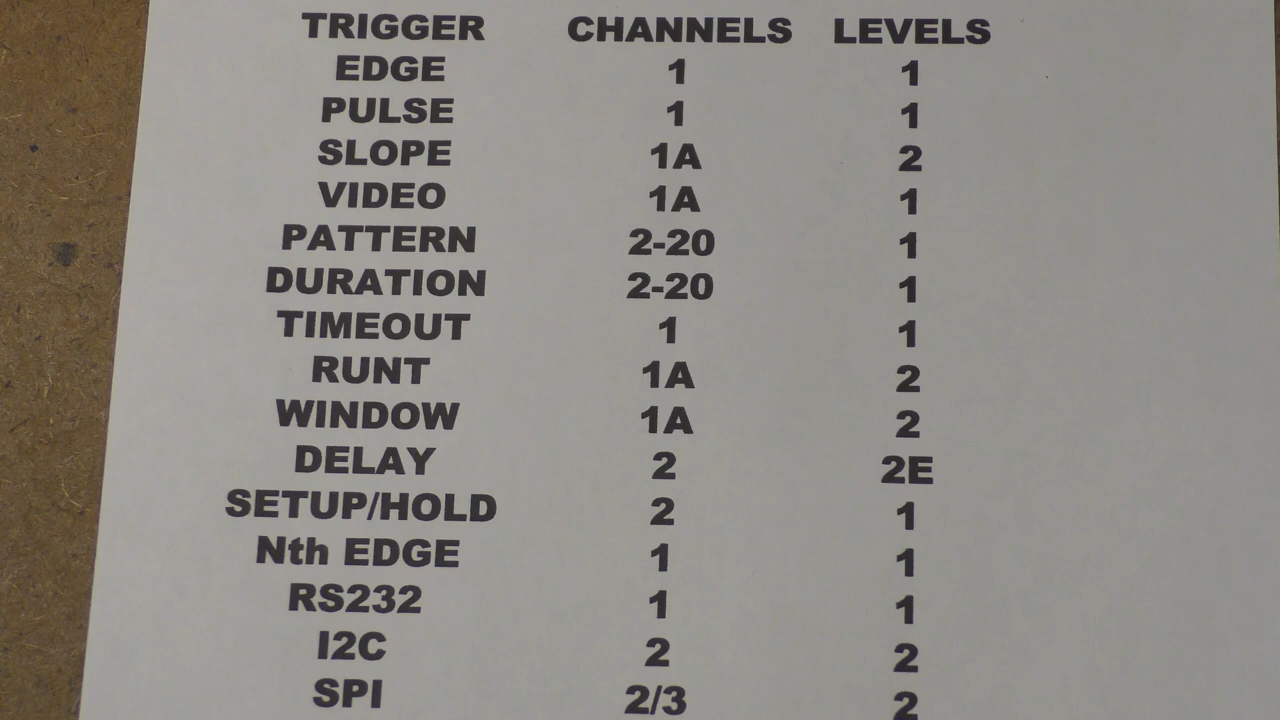 TRIGGER CHANNELS LEVELS
EDGE 1 1
PULSE 1 1
SLOPE 1A 2
VIDEO 1A 1
PATTERN 2-20 1
DURATION 2-20 1
TIMEOUT 1 1
RUNT 1A 2
WINDOW 1A 2
DELAY 2 2E
SETUP/HOLD 2 1
Nth EDGE 1 1
RS232 1 1
I2C 2 2
SPI 2/3 2